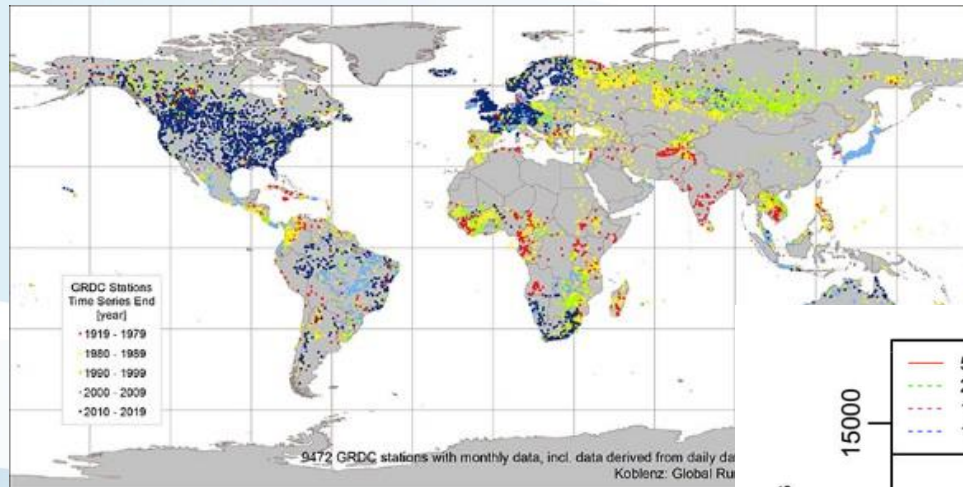 GRDC Stations
Time Series End
[year]
1919 - 1979
1980 - 1989
1990 - 1999
2000 - 2009
2010 - 2019
9472 GRDC stations with monthly data, incl. data derived from daily da
Koblenz: Global Ru
15000